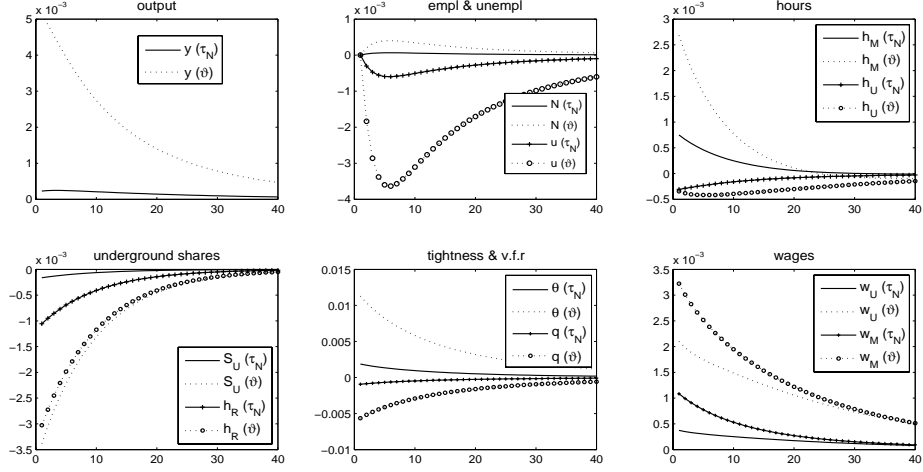 output
5 x 10⁻³
4
3
2
1
0
0 10 20 30 40
y (τ_N)
y (ϑ)
empl & unempl
1 x 10⁻³
0
−1
−2
−3
−4
0 10 20 30 40
N (τ_N)
N (ϑ)
u (τ_N)
u (ϑ)
hours
3 x 10⁻³
2.5
2
1.5
1
0.5
0
−0.5
0 10 20 30 40
h_M (τ_N)
h_M (ϑ)
h_U (τ_N)
h_U (ϑ)
underground shares
0 x 10⁻³
−0.5
−1
−1.5
−2
−2.5
−3
−3.5
0 10 20 30 40
S_U (τ_N)
S_U (ϑ)
h_R (τ_N)
h_R (ϑ)
tightness & v.f.r
0.015
0.01
0.005
0
−0.005
−0.01
0 10 20 30 40
θ (τ_N)
θ (ϑ)
q (τ_N)
q (ϑ)
wages
3.5 x 10⁻³
3
2.5
2
1.5
1
0.5
0
0 10 20 30 40
w_U (τ_N)
w_U (ϑ)
w_M (τ_N)
w_M (ϑ)